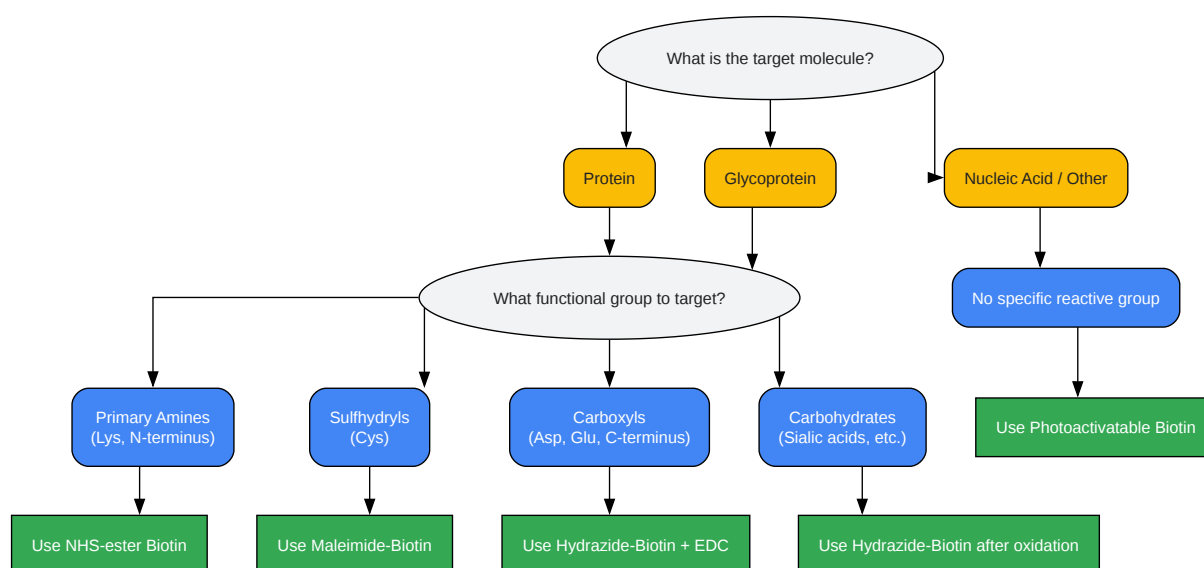 What is the target molecule?
Protein
Glycoprotein
Nucleic Acid / Other
What functional group to target?
No specific reactive group
Primary Amines
(Lys, N-terminus)
Sulfhydryls
(Cys)
Carboxyls
(Asp, Glu, C-terminus)
Carbohydrates
(Sialic acids, etc.)
Use Photoactivatable Biotin
Use NHS-ester Biotin
Use Maleimide-Biotin
Use Hydrazide-Biotin + EDC
Use Hydrazide-Biotin after oxidation